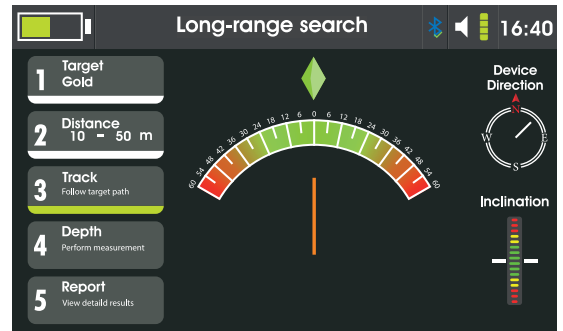 Long-range search
16:40
1 Target
Gold
2 Distance
10 - 50 m
3 Track
Follow target path
4 Depth
Perform measurement
5 Report
View detaild results
60 54 48 42 36 30 24 18 12 6 0 6 12 18 24 30 36 42 48 54 60
Device
Direction
N
W E
S
Inclination